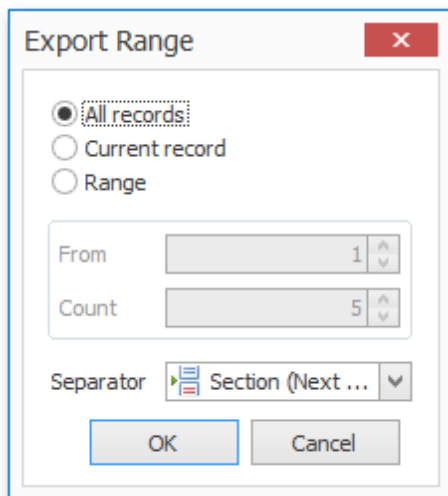 Export Range
All records
Current record
Range
From 1
Count 5
Separator Section (Next ...
OK Cancel